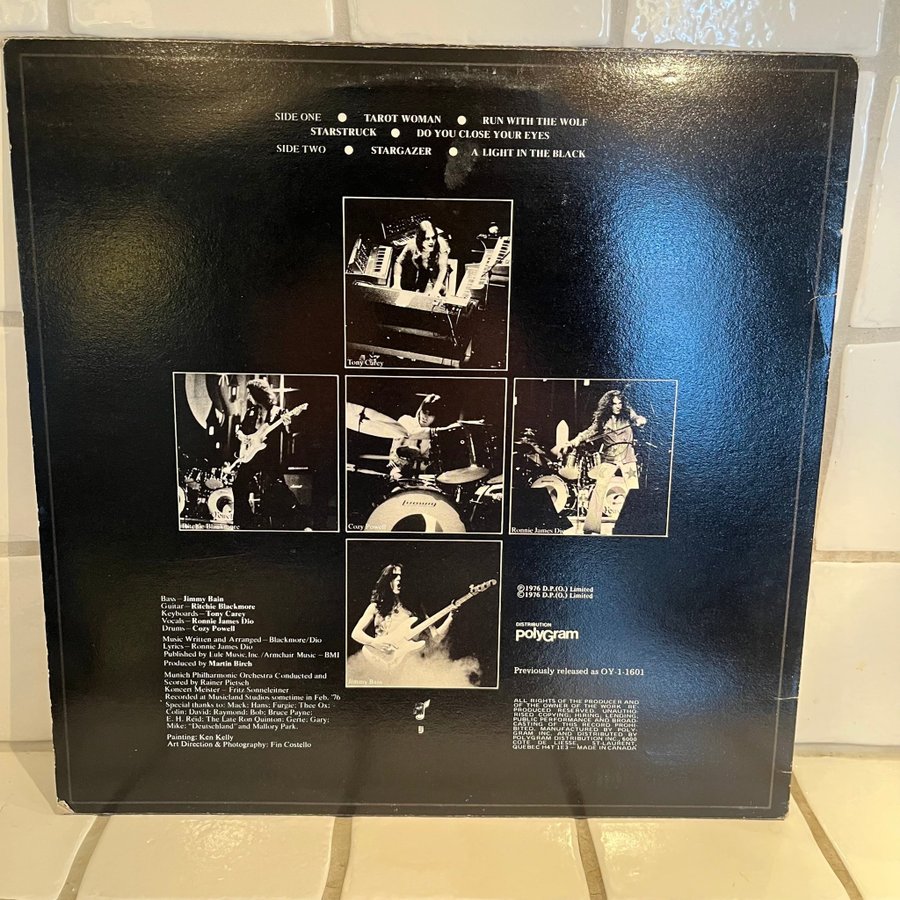 SIDE ONE ● TAROT WOMAN ● RUN WITH THE WOLF
STARSTRUCK ● DO YOU CLOSE YOUR EYES
SIDE TWO ● STARGAZER ● A LIGHT IN THE BLACK
Tony Carey
Ritchie Blackmore
Cozy Powell
Ludwig
Ronnie James Dio
Jimmy Bain
Bass – Jimmy Bain
Guitar – Ritchie Blackmore
Keyboards – Tony Carey
Vocals – Ronnie James Dio
Drums – Cozy Powell
Music Written and Arranged – Blackmore/Dio
Lyrics – Ronnie James Dio
Published by Lule Music, Inc./Armchair Music – BMI
Produced by Martin Birch
Munich Philharmonic Orchestra Conducted and
Scored by Rainer Pietsch
Koncert Meister – Fritz Sonneleitner
Recorded at Musicland Studios sometime in Feb. '76
Special thanks to: Mack: Hans: Furgie: Thee Ox:
Colin: David: Raymond: Bob: Bruce Payne:
E. H. Reid: The Late Ron Quinton: Gerte: Gary:
Mike: "Deutschland" and Mallory Park.
Painting: Ken Kelly
Art Direction & Photography: Fin Costello
℗1976 D.P.(O.) Limited
©1976 D.P.(O.) Limited
DISTRIBUTION
polyGram
Previously released as OY-1-1601
ALL RIGHTS OF THE PRODUCER AND
OF THE OWNER OF THE WORK RE-
PRODUCED RESERVED. UNAUTHO-
RISED COPYING, HIRING, LENDING,
PUBLIC PERFORMANCE AND BROAD-
CASTING OF THIS RECORD PROHI-
BITED. MANUFACTURED BY POLY-
GRAM INC. AND DISTRIBUTED BY
POLYGRAM DISTRIBUTION INC. 6000
COTE DE LIESSE, ST-LAURENT,
QUEBEC H4T 1E3 – MADE IN CANADA